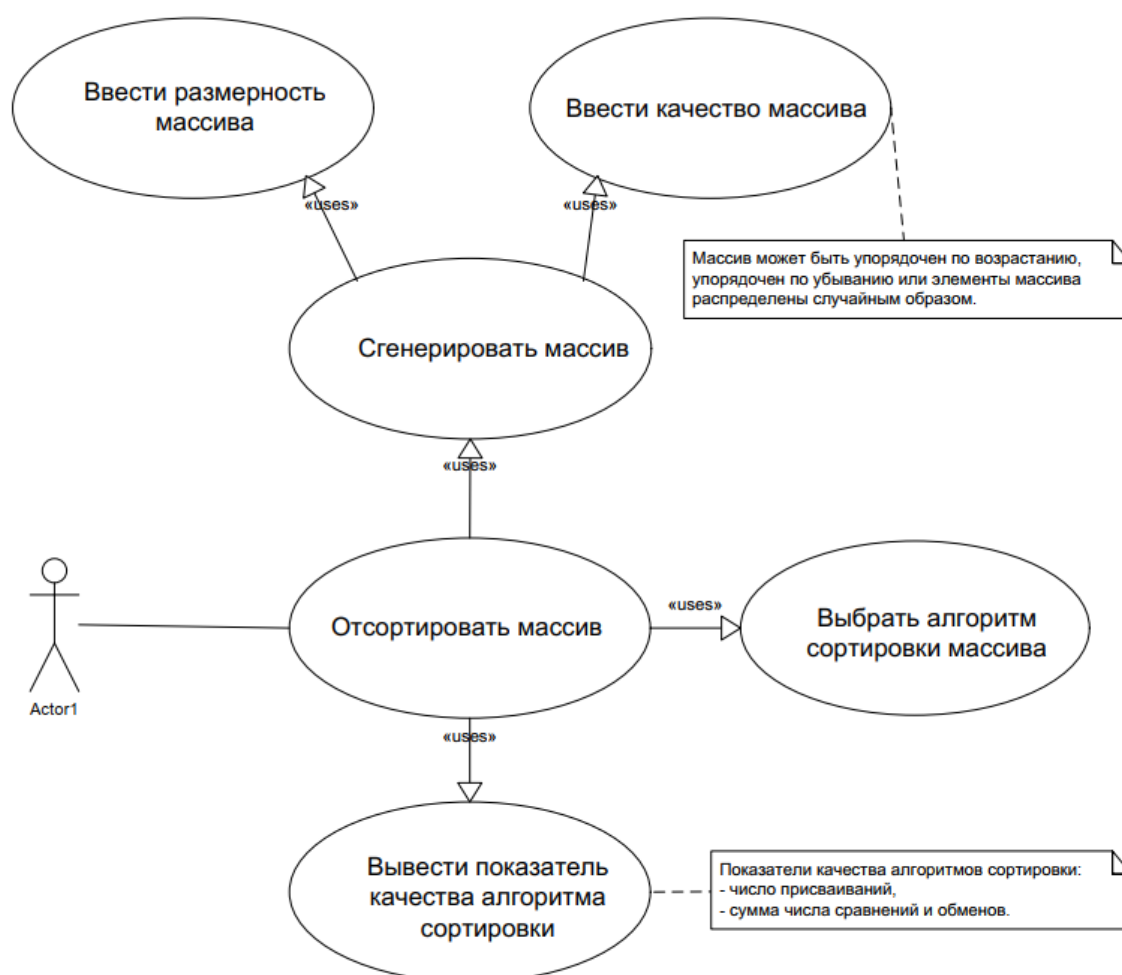 Ввести размерность
массива
Ввести качество массива
«uses»
«uses»
Массив может быть упорядочен по возрастанию,
упорядочен по убыванию или элементы массива
распределены случайным образом.
Сгенерировать массив
«uses»
Actor1
Отсортировать массив
«uses»
Выбрать алгоритм
сортировки массива
«uses»
Вывести показатель
качества алгоритма
сортировки
Показатели качества алгоритмов сортировки:
- число присваиваний,
- сумма числа сравнений и обменов.